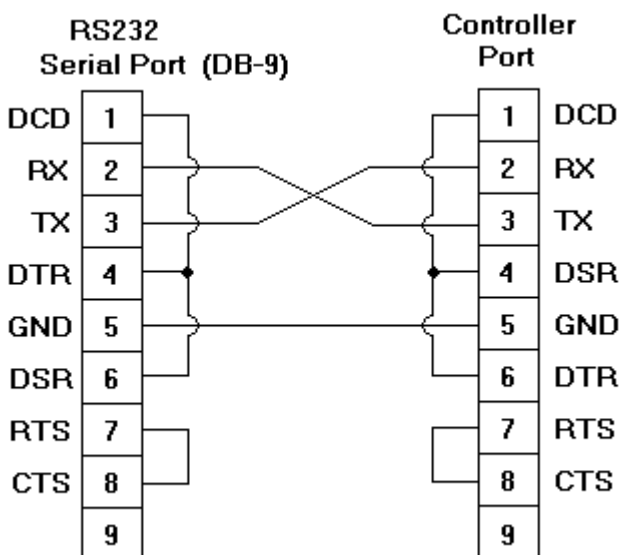 RS232
Serial Port (DB-9)
Controller
Port
DCD 1
RX 2
TX 3
DTR 4
GND 5
DSR 6
RTS 7
CTS 8
9
1 DCD
2 RX
3 TX
4 DSR
5 GND
6 DTR
7 RTS
8 CTS
9